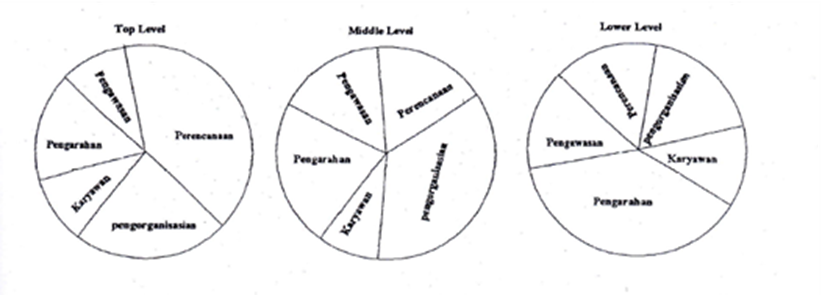 Top Level
Pengawasan
Perencanaan
Pengarahan
Karyawan
pengorganisasian
Middle Level
Pengawasan
Perencanaan
Pengarahan
pengorganisasian
Karyawan
Lower Level
Perencanaan
pengorganisasian
Pengewasan
Karyawan
Pengarahan